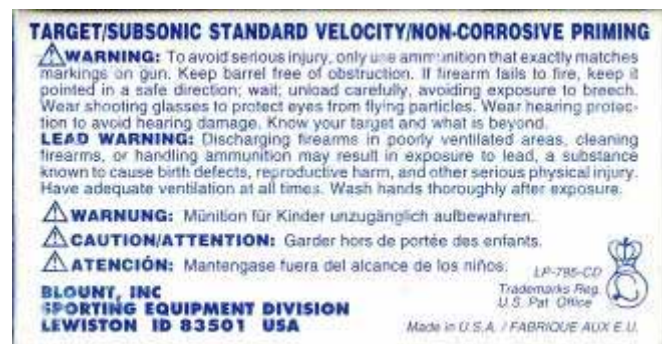 TARGET/SUBSONIC STANDARD VELOCITY/NON-CORROSIVE PRIMING
⚠WARNING: To avoid serious injury, only use ammunition that exactly matches
markings on gun. Keep barrel free of obstruction. If firearm fails to fire, keep it
pointed in a safe direction; wait; unload carefully, avoiding exposure to breech.
Wear shooting glasses to protect eyes from flying particles. Wear hearing protec-
tion to avoid hearing damage. Know your target and what is beyond.
LEAD WARNING: Discharging firearms in poorly ventilated areas, cleaning
firearms, or handling ammunition may result in exposure to lead, a substance
known to cause birth defects, reproductive harm, and other serious physical injury.
Have adequate ventilation at all times. Wash hands thoroughly after exposure.
⚠WARNUNG: Münition für Kinder unzugänglich aufbewahren.
⚠CAUTION/ATTENTION: Garder hors de portée des enfants.
⚠ATENCIÓN: Mantengase fuera del alcance de los niños.
LP-795-CD
Trademarks Reg.
U.S. Pat Office
BLOUNT, INC
SPORTING EQUIPMENT DIVISION
LEWISTON ID 83501 USA
Made in U.S.A. / FABRIQUE AUX E.U.